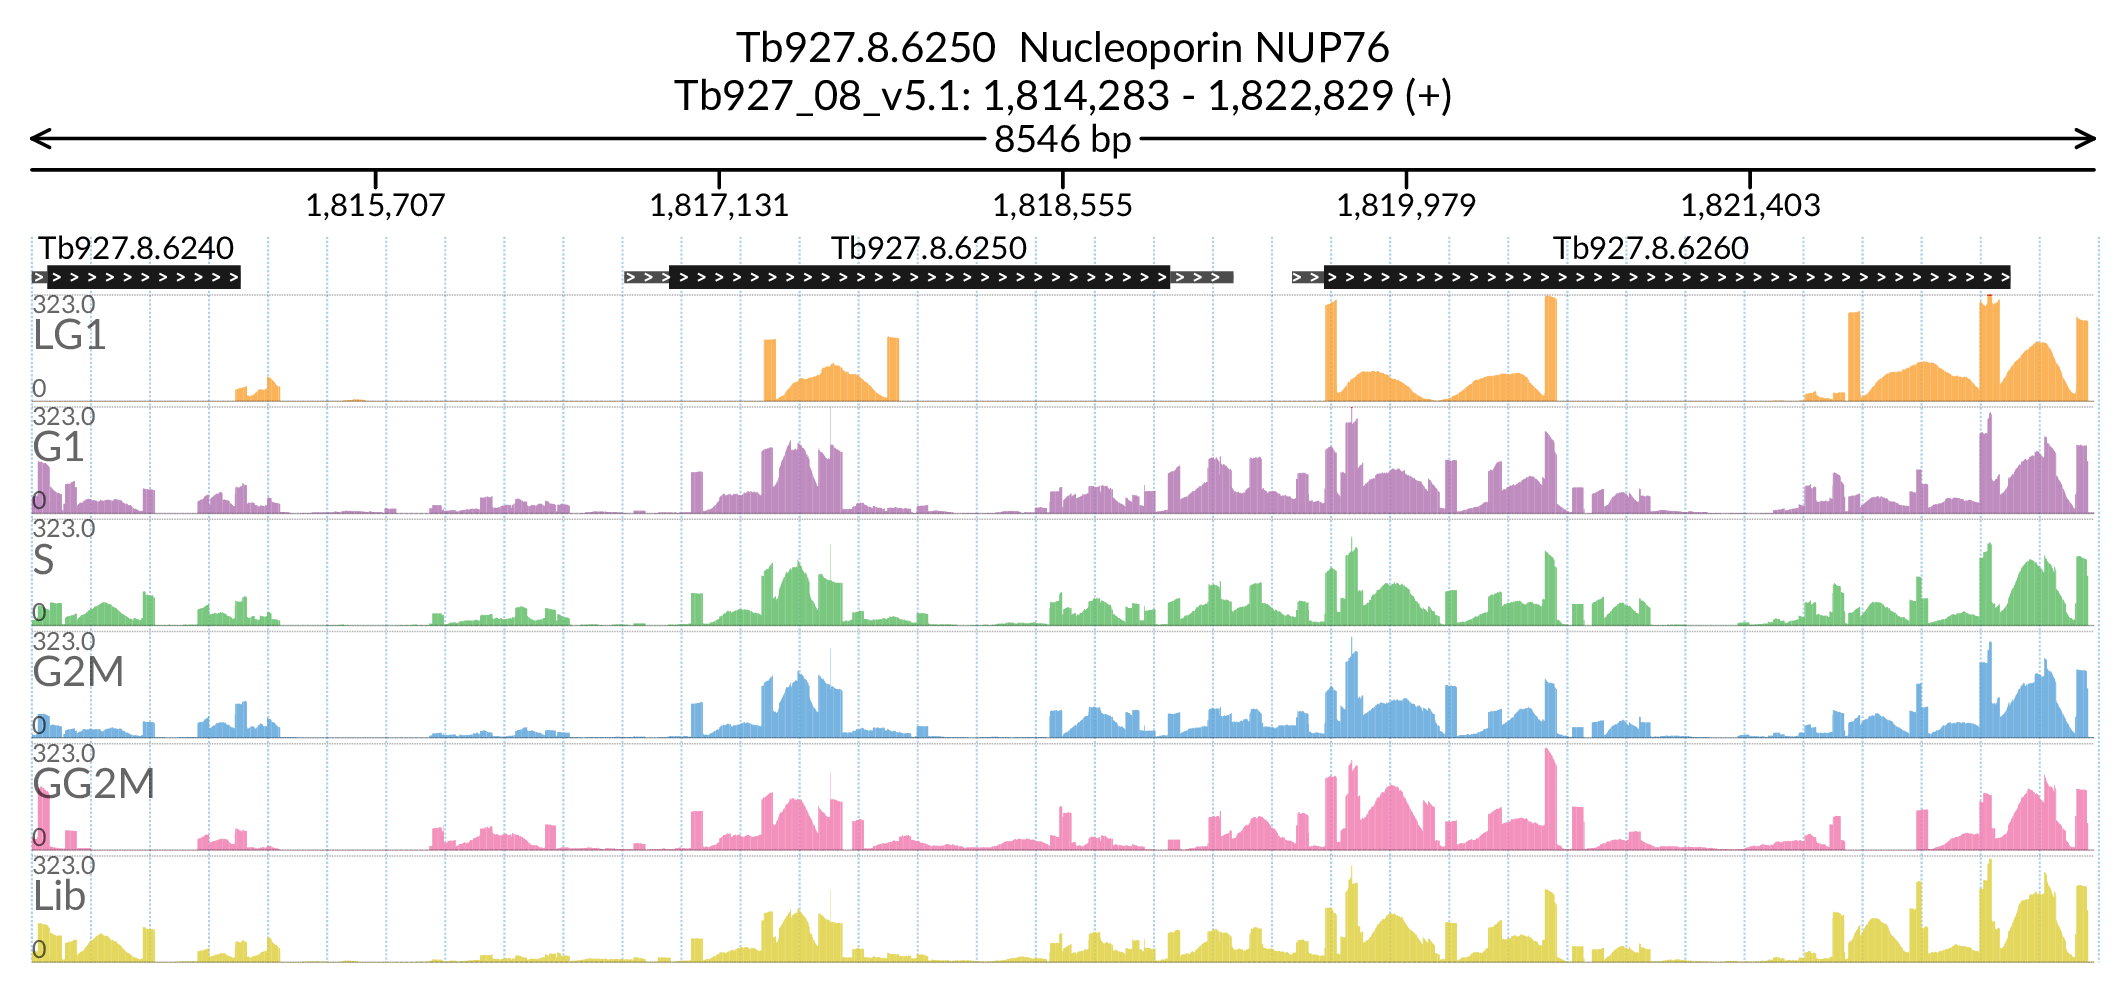 Tb927.8.6250  Nucleoporin NUP76
Tb927_08_v5.1: 1,814,283 - 1,822,829 (+)
8546 bp
1,815,707 1,817,131 1,818,555 1,819,979 1,821,403
Tb927.8.6240 Tb927.8.6250 Tb927.8.6260
323.0
LG1
0
323.0
G1
0
323.0
S
0
323.0
G2M
0
323.0
GG2M
0
323.0
Lib
0